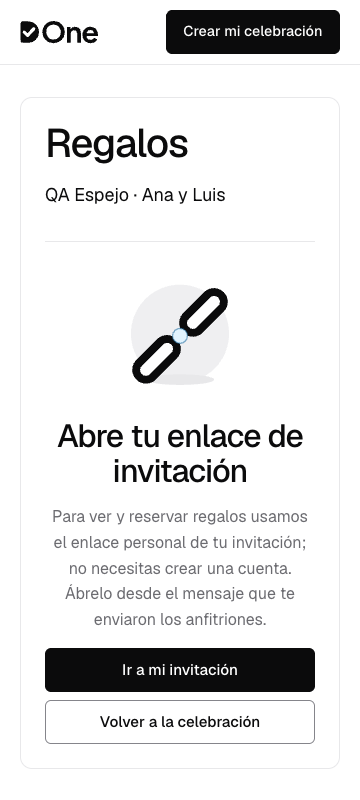 One
Crear mi celebración
Regalos
QA Espejo · Ana y Luis
Abre tu enlace de
invitación
Para ver y reservar regalos usamos
el enlace personal de tu invitación;
no necesitas crear una cuenta.
Ábrelo desde el mensaje que te
enviaron los anfitriones.
Ir a mi invitación
Volver a la celebración